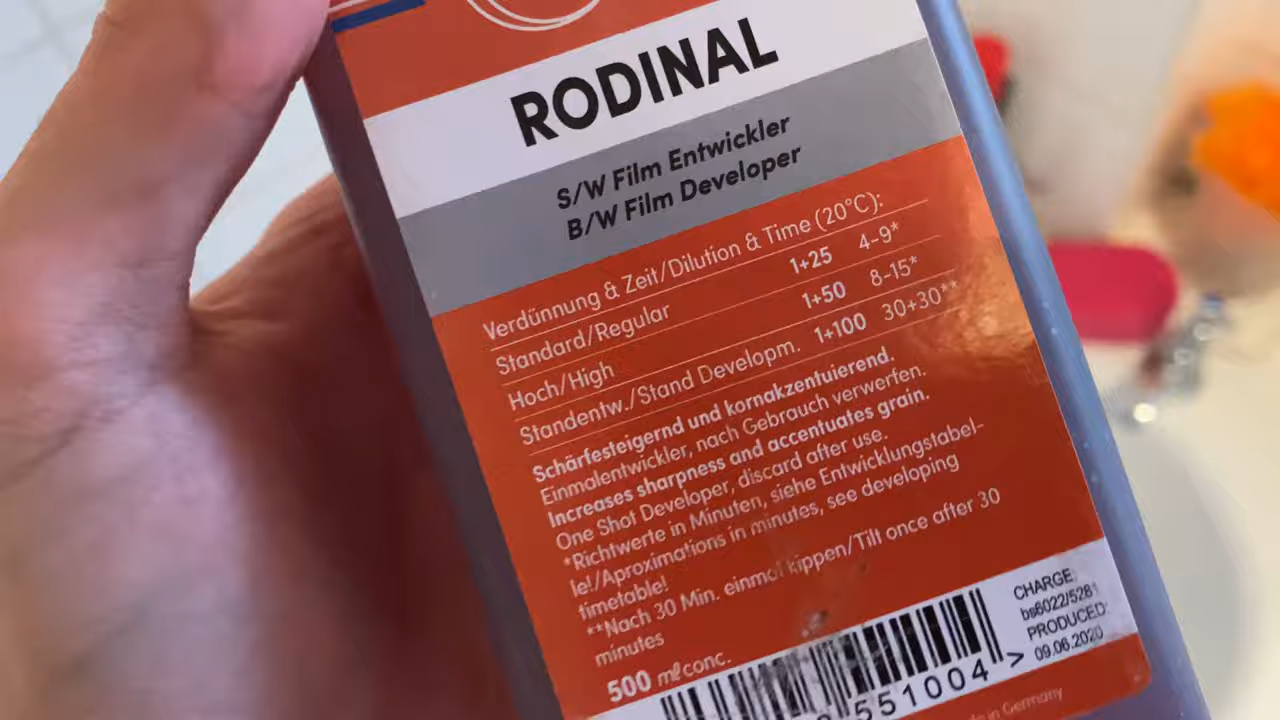 RODINAL
S/W Film Entwickler
B/W Film Developer
Verdünnung & Zeit/Dilution & Time (20°C):
Standard/Regular 1+25 4-9*
Hoch/High 1+50 8-15*
Standentw./Stand Developm. 1+100 30+30**
Schärfesteigernd und kornakzentuierend.
Einmalentwickler, nach Gebrauch verwerfen.
Increases sharpness and accentuates grain.
One Shot Developer, discard after use.
*Richtwerte in Minuten, siehe Entwicklungstabel-
le!/Aproximations in minutes, see developing
timetable!
**Nach 30 Min. einmal kippen/Tilt once after 30
minutes
500 mℓ conc.
CHARGE:
bs6022/5281
PRODUCED:
09.06.2020
551004 >
in Germany